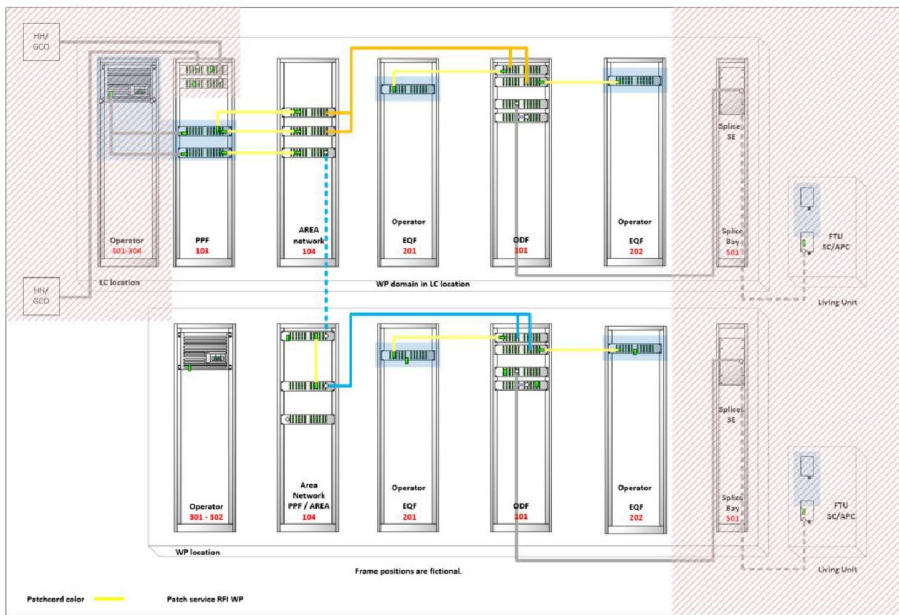 HH/
GCO
Operator
301-304
PPF
103
AREA
network
104
Operator
EQF
201
ODF
101
Operator
EQF
202
Splices
SE
Splice
Bay
501
FTU
SC/APC
LC location
WP domain in LC location
Living Unit
HH/
GCO
Operator
301 - 302
Area
Network
PPF / AREA
104
Operator
EQF
201
ODF
101
Operator
EQF
202
Splices
SE
Splice
Bay
501
FTU
SC/APC
WP location
Living Unit
Frame positions are fictional.
Patchcord color
Patch service RFI WP